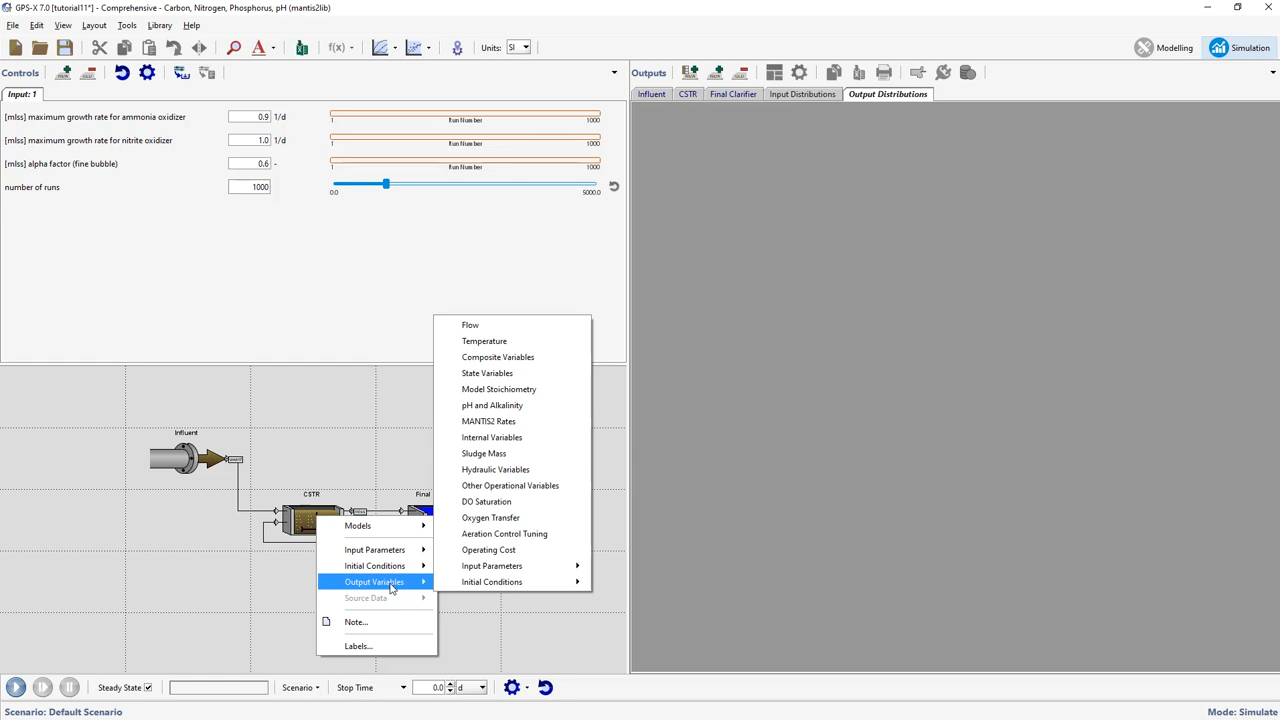 GPS-X 7.0 [tutorial11*] - Comprehensive - Carbon, Nitrogen, Phosphorus, pH (mantis2lib)
File Edit View Layout Tools Library Help
Units: SI Modelling Simulation
Controls
Outputs
Input: 1
Influent CSTR Final Clarifier Input Distributions Output Distributions
[mlss] maximum growth rate for ammonia oxidizer 0.9 1/d
1 Run Number 1000
[mlss] maximum growth rate for nitrite oxidizer 1.0 1/d
1 Run Number 1000
[mlss] alpha factor (fine bubble) 0.6 -
1 Run Number 1000
number of runs 1000
0.0 5000.0
Flow
Temperature
Composite Variables
State Variables
Model Stoichiometry
pH and Alkalinity
MANTIS2 Rates
Internal Variables
Sludge Mass
Hydraulic Variables
Other Operational Variables
DO Saturation
Oxygen Transfer
Aeration Control Tuning
Operating Cost
Input Parameters
Initial Conditions
Influent
CSTR
Final
Models
Input Parameters
Initial Conditions
Output Variables
Source Data
Note...
Labels...
Steady State Scenario Stop Time 0.0 d
Scenario: Default Scenario
Mode: Simulate